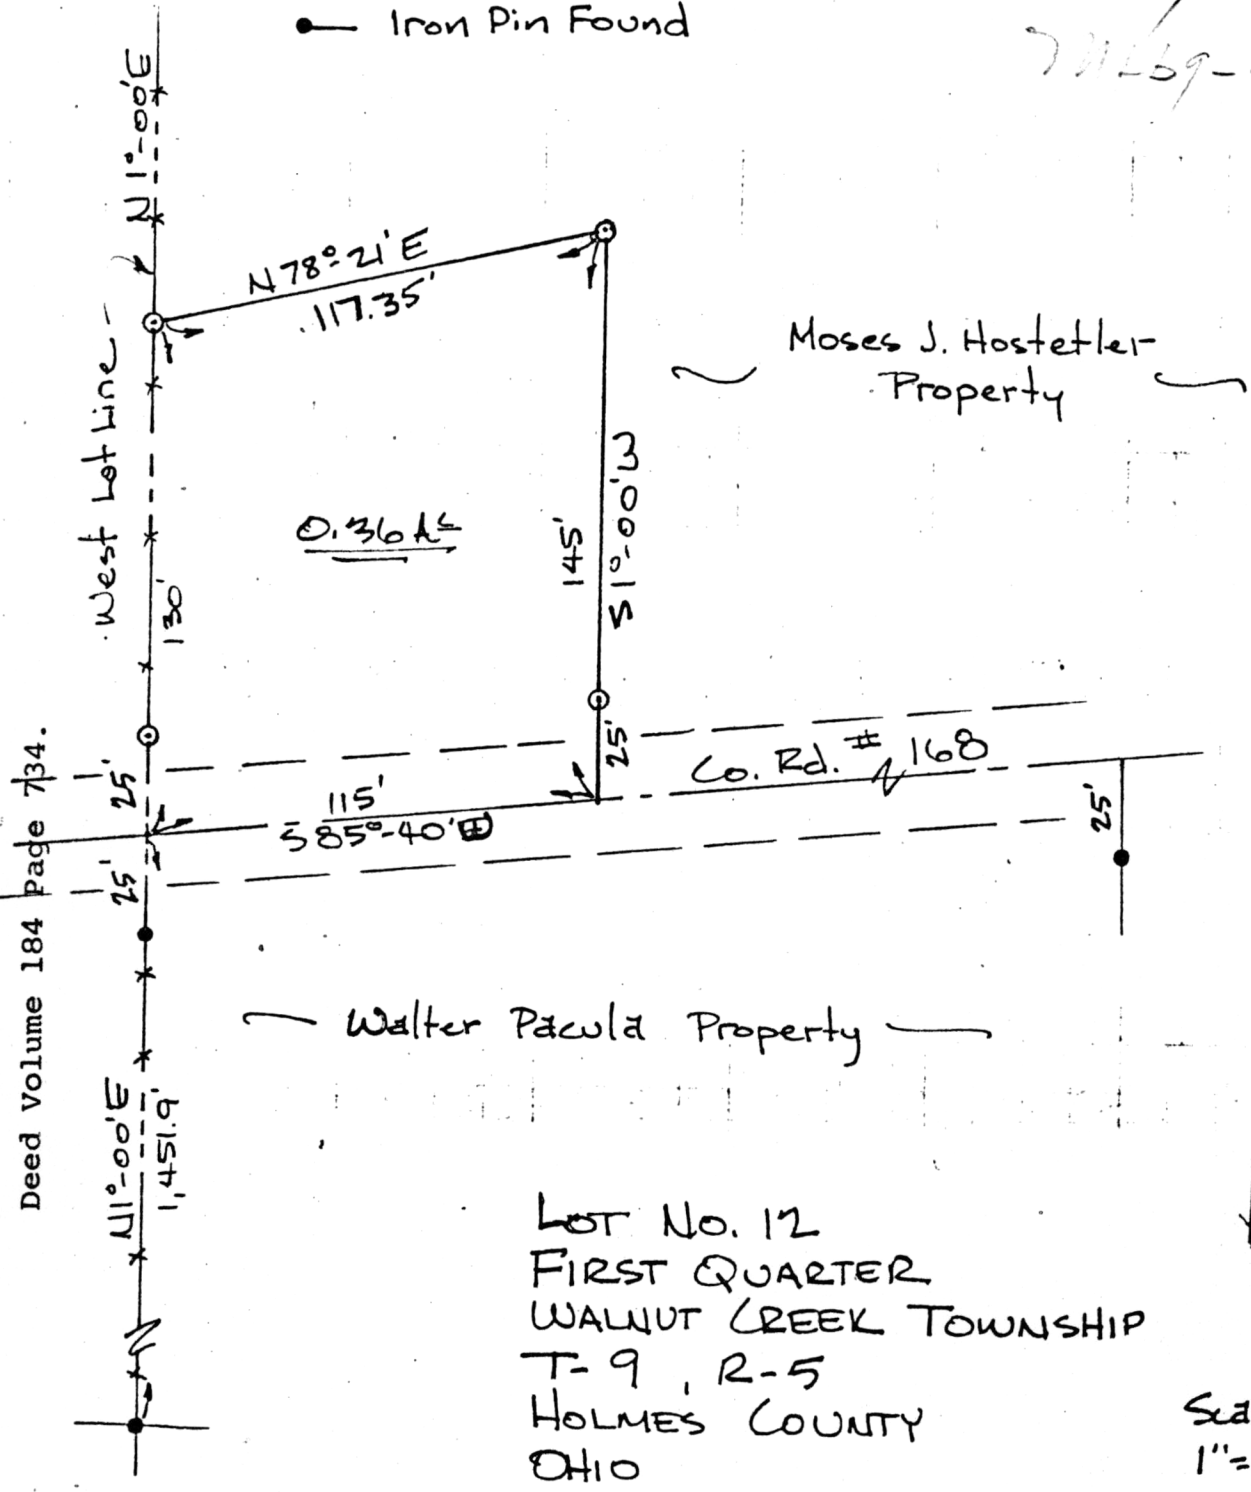 Iron Pin Found
N 1°-00'E
N 78°-21' E
117.35'
West Lot Line
Moses J. Hostetler
Property
145'
S 1°-00'W
0.36 Ac
130'
25'
25'
Co. Rd. # 168
115'
S 85°-40'
25'
25'
Deed Volume 184 Page 734.
Walter Pacula Property
N1°-00'E
1,451.9'
LOT NO. 12
FIRST QUARTER
WALNUT CREEK TOWNSHIP
T-9, R-5
HOLMES COUNTY
OHIO
Sca
1"=